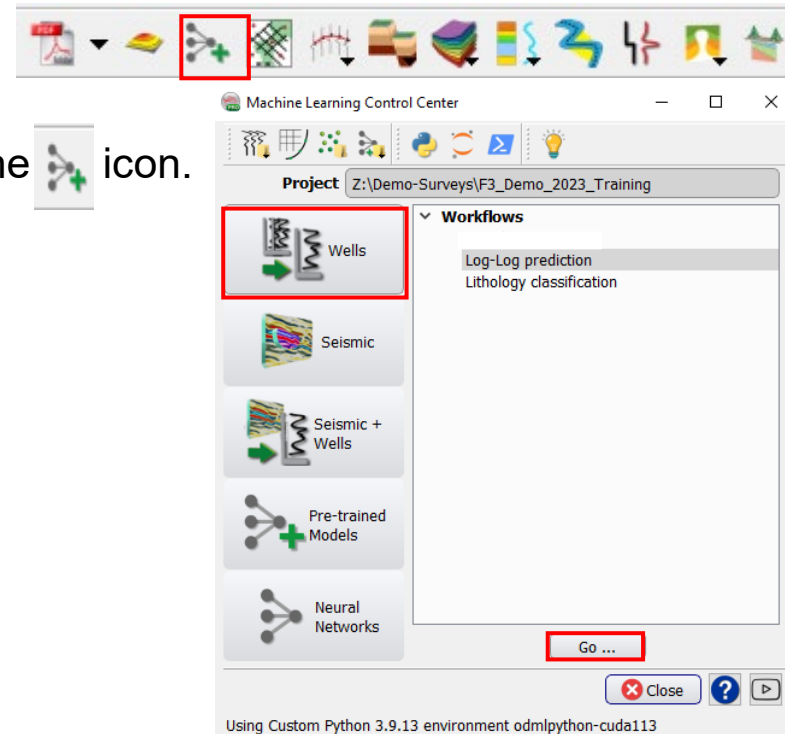 PDF
Machine Learning Control Center
ne icon.
Project Z:\Demo-Surveys\F3_Demo_2023_Training
Wells
Seismic
Seismic +
Wells
Pre-trained
Models
Neural
Networks
Workflows
Log-Log prediction
Lithology classification
Go ...
Close
Using Custom Python 3.9.13 environment odmlpython-cuda113